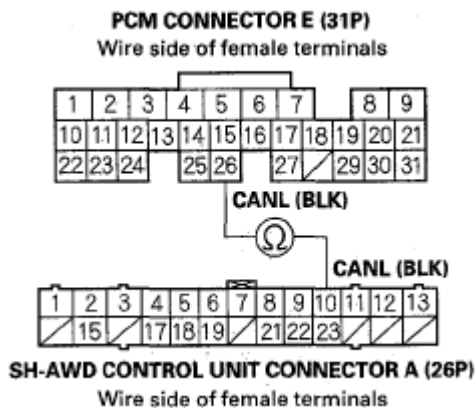 PCM CONNECTOR E (31P)
Wire side of female terminals
1 2 3 4 5 6 7 8 9
10 11 12 13 14 15 16 17 18 19 20 21
22 23 24 25 26 27 29 30 31
CANL (BLK)
Ω
CANL (BLK)
1 2 3 4 5 6 7 8 9 10 11 12 13
15 17 18 19 21 22 23
SH-AWD CONTROL UNIT CONNECTOR A (26P)
Wire side of female terminals